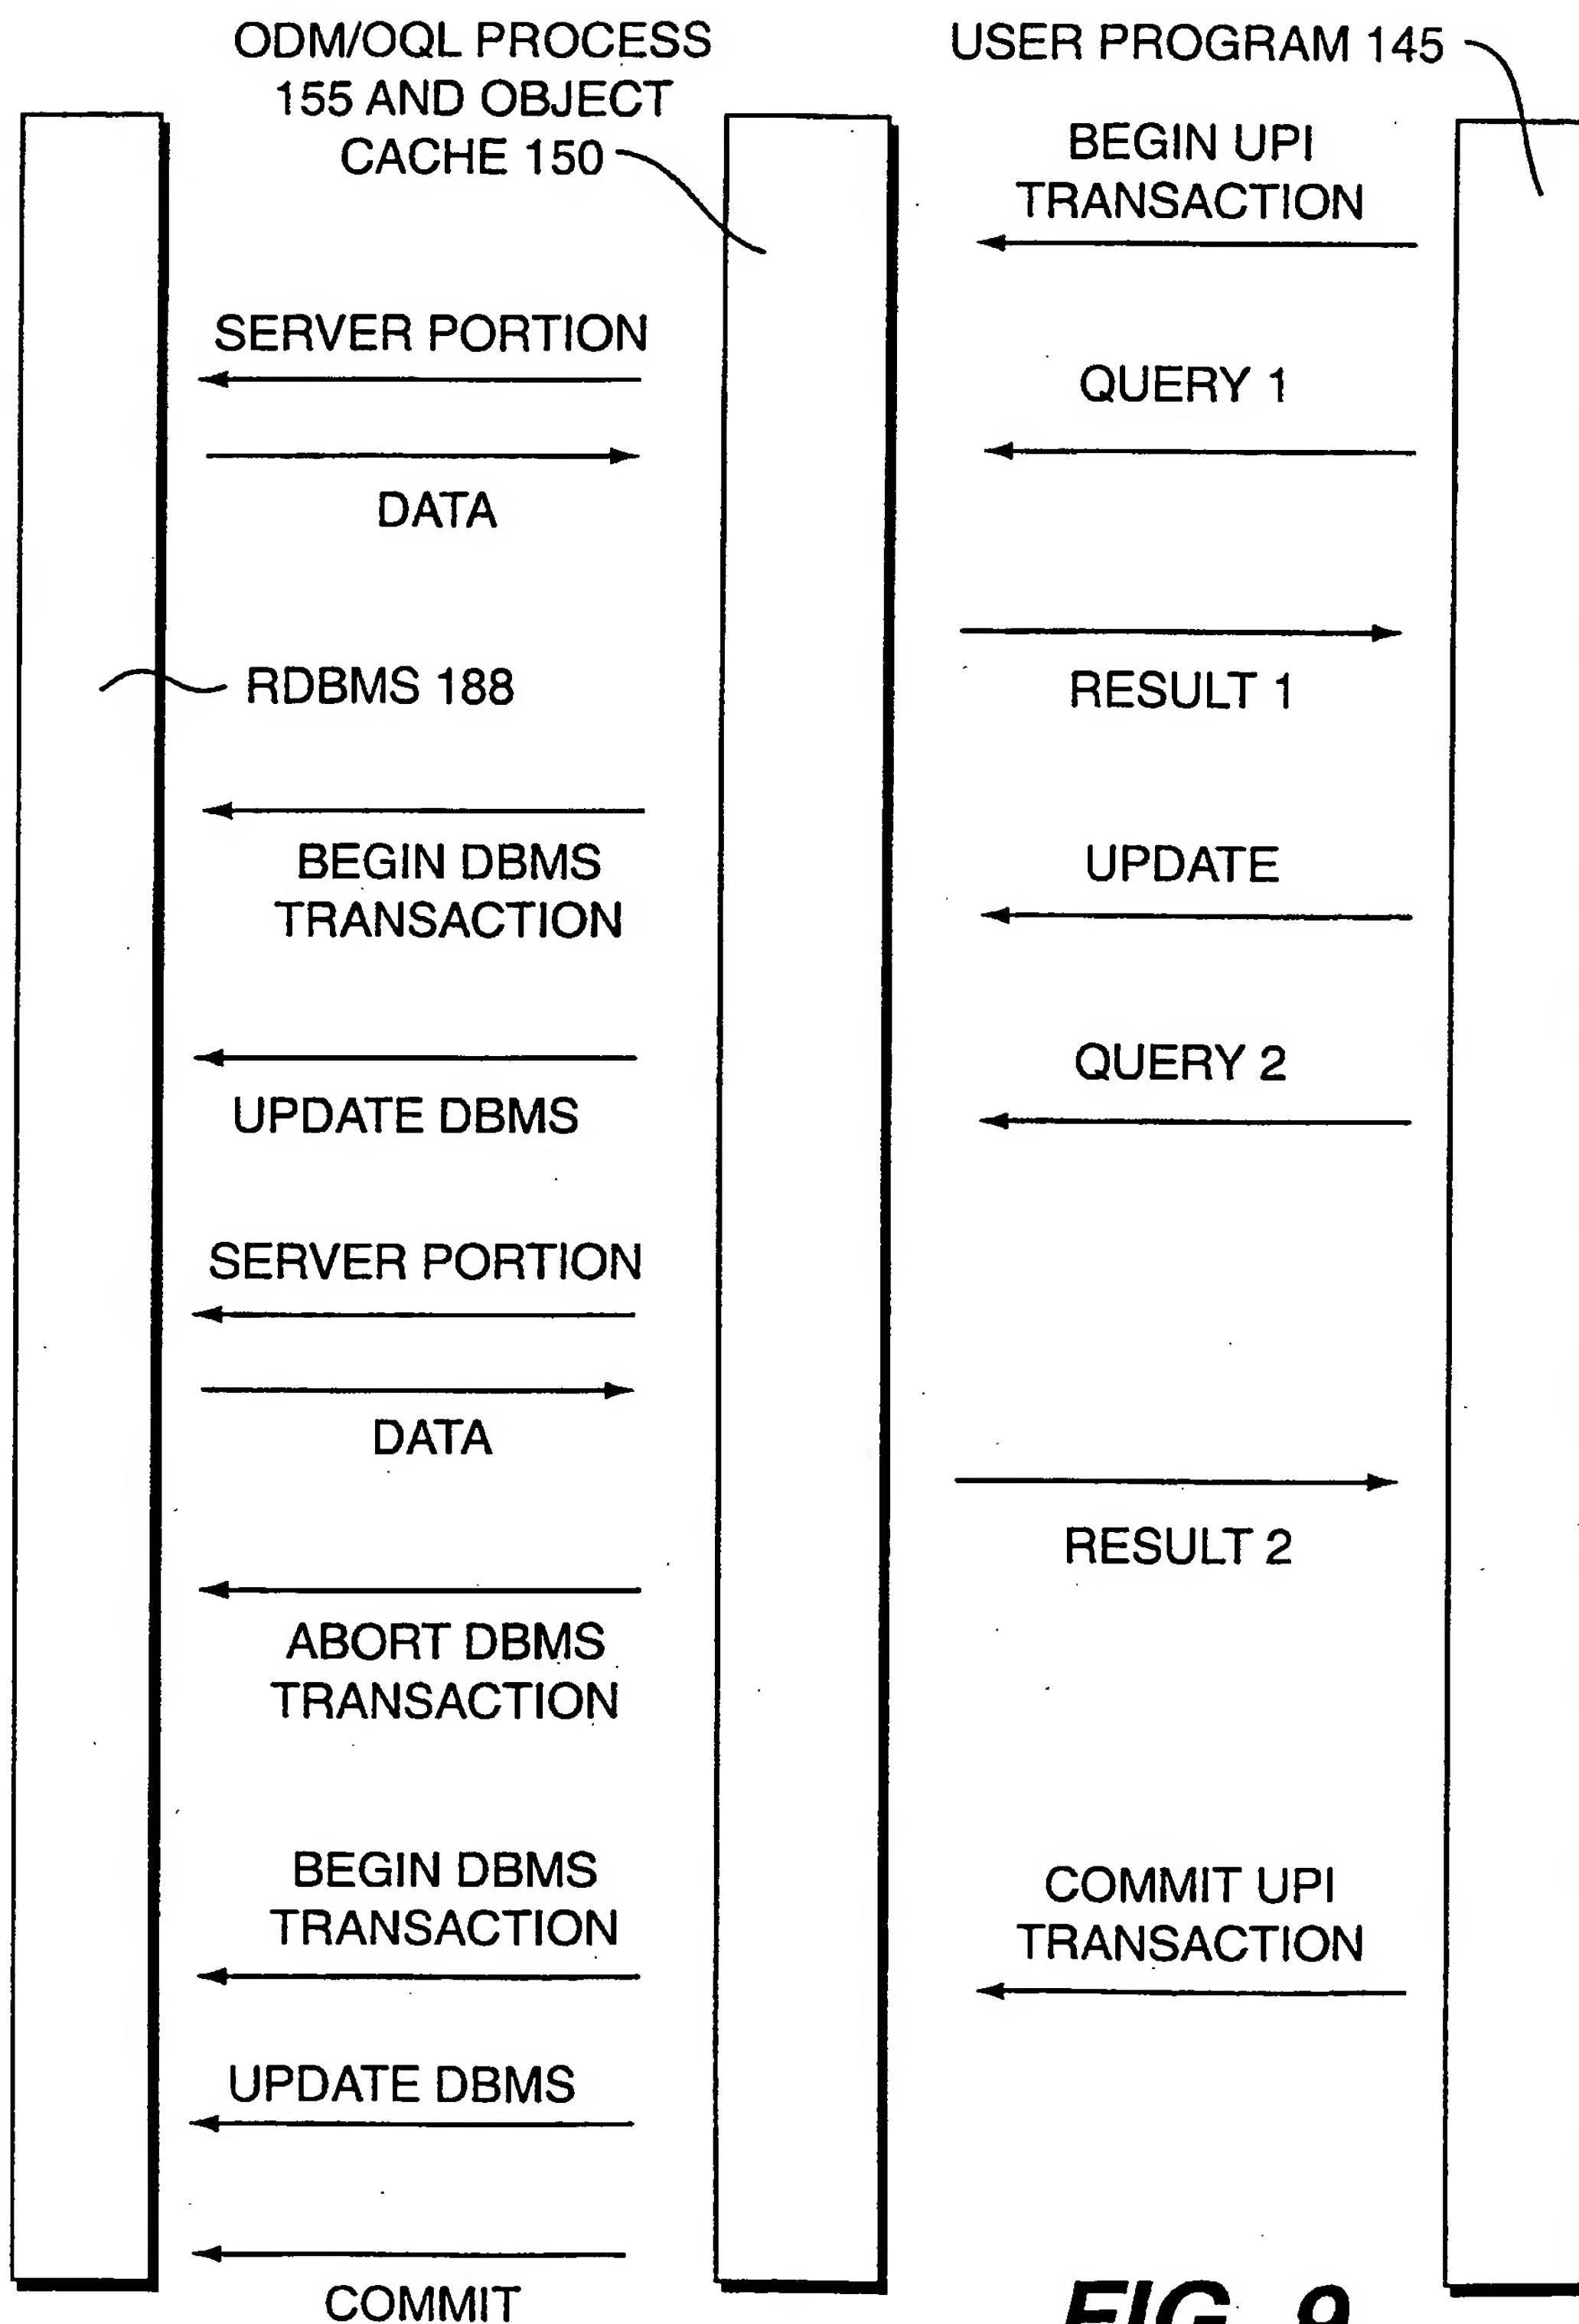 ODM/OQL PROCESS
155 AND OBJECT
CACHE 150
USER PROGRAM 145
BEGIN UPI
TRANSACTION
SERVER PORTION
QUERY 1
DATA
RDBMS 188
RESULT 1
BEGIN DBMS
TRANSACTION
UPDATE
UPDATE DBMS
QUERY 2
SERVER PORTION
DATA
RESULT 2
ABORT DBMS
TRANSACTION
BEGIN DBMS
TRANSACTION
COMMIT UPI
TRANSACTION
UPDATE DBMS
COMMIT
FIG. 9